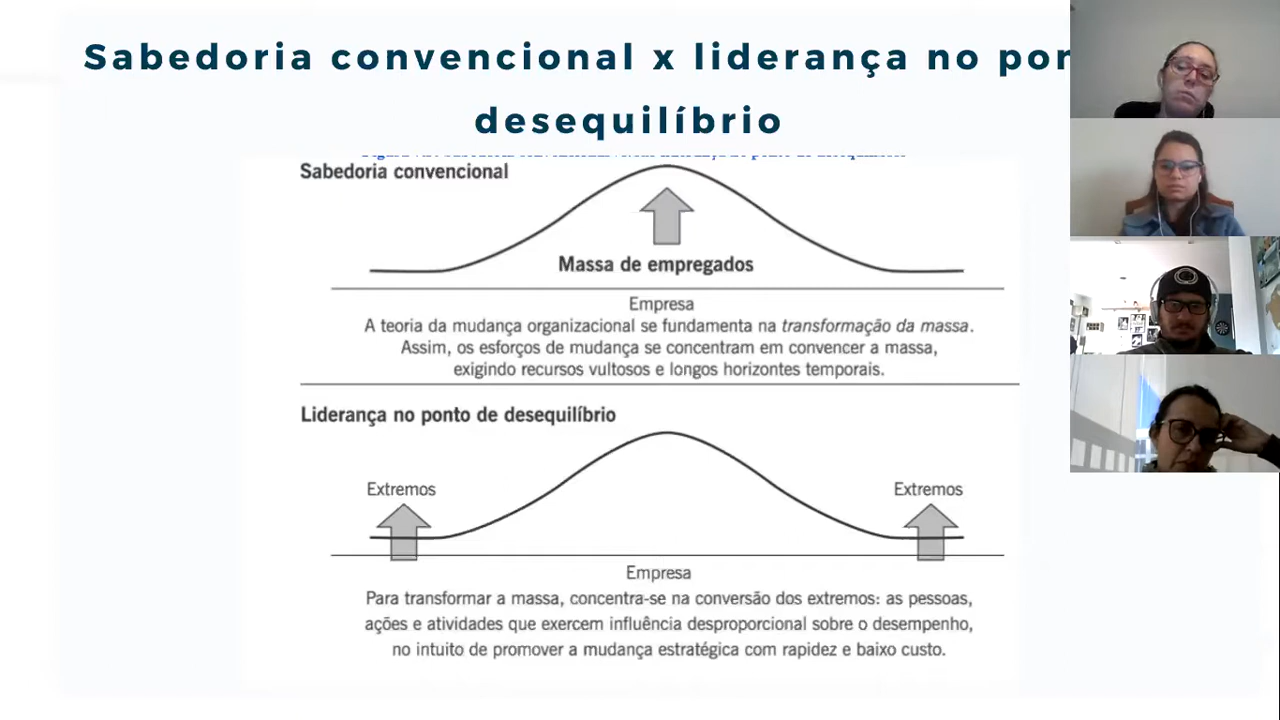 Sabedoria convencional x liderança no por
desequilíbrio
Sabedoria convencional
Massa de empregados
Empresa
A teoria da mudança organizacional se fundamenta na transformação da massa.
Assim, os esforços de mudança se concentram em convencer a massa,
exigindo recursos vultosos e longos horizontes temporais.
Liderança no ponto de desequilíbrio
Extremos
Extremos
Empresa
Para transformar a massa, concentra-se na conversão dos extremos: as pessoas,
ações e atividades que exercem influência desproporcional sobre o desempenho,
no intuito de promover a mudança estratégica com rapidez e baixo custo.